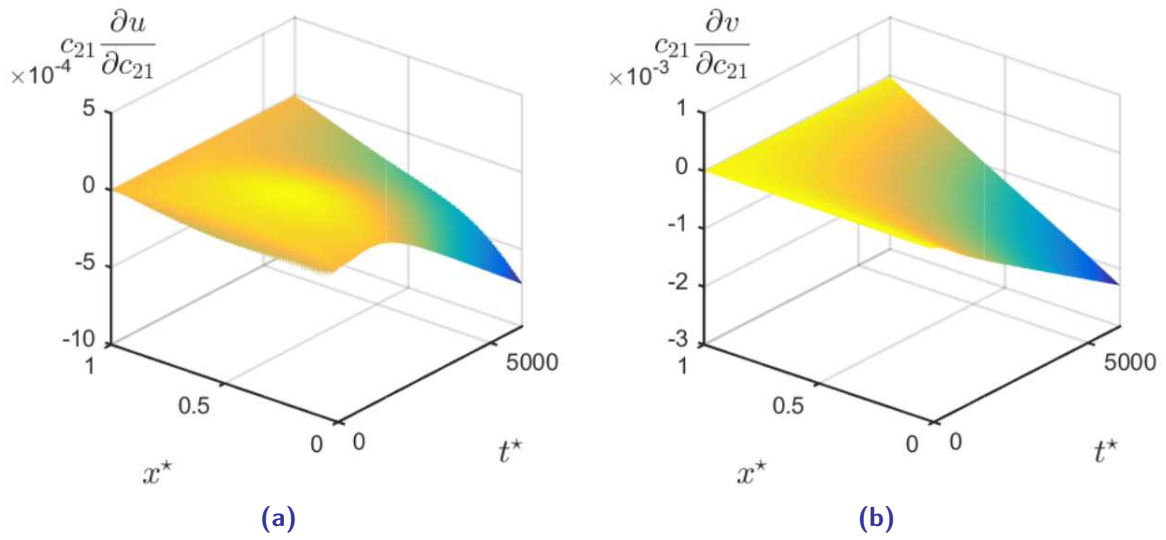 c₂₁ ∂u/∂c₂₁
×10⁻⁴
5
0
-5
-10
1
0.5
0
0
5000
x*
t*
(a)
c₂₁ ∂v/∂c₂₁
×10⁻³
1
0
-1
-2
-3
1
0.5
0
0
5000
x*
t*
(b)